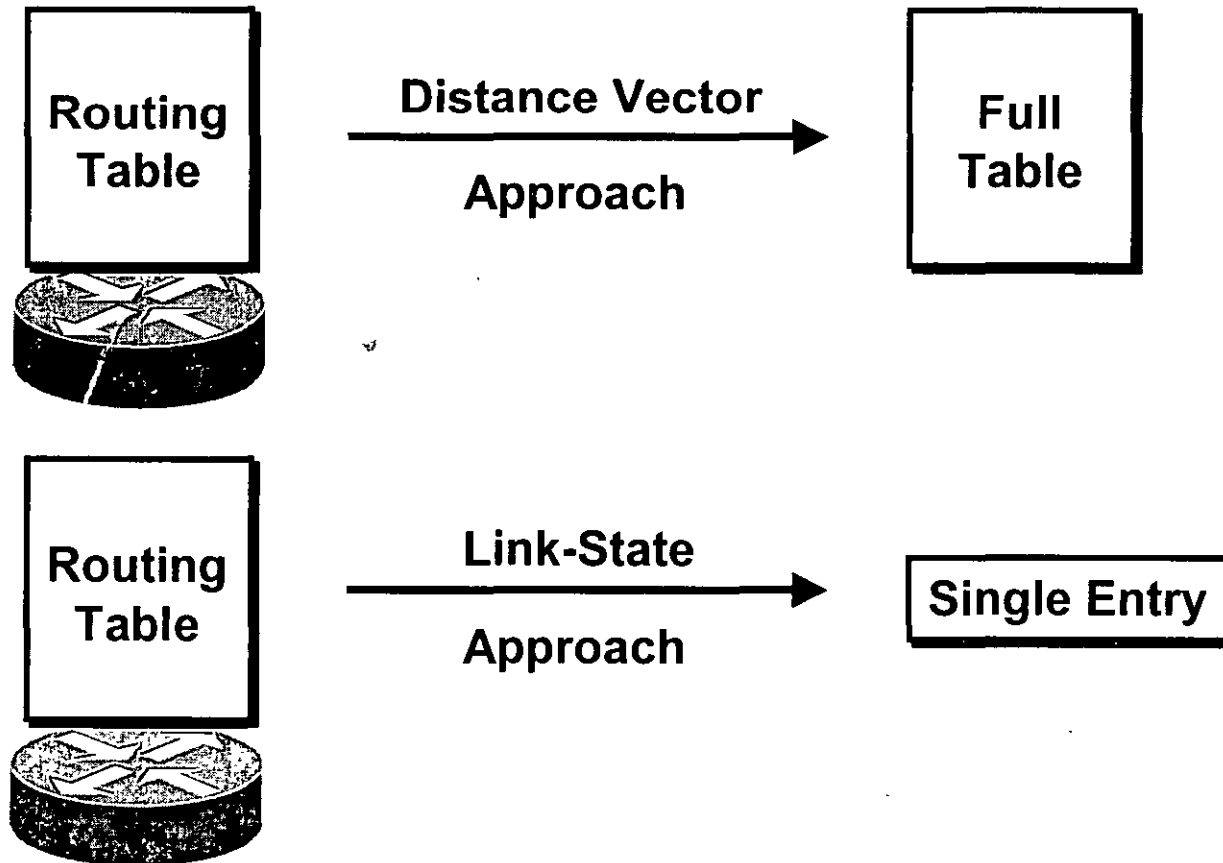 Routing
Table
Distance Vector
Approach
Full
Table
Routing
Table
Link-State
Approach
Single Entry